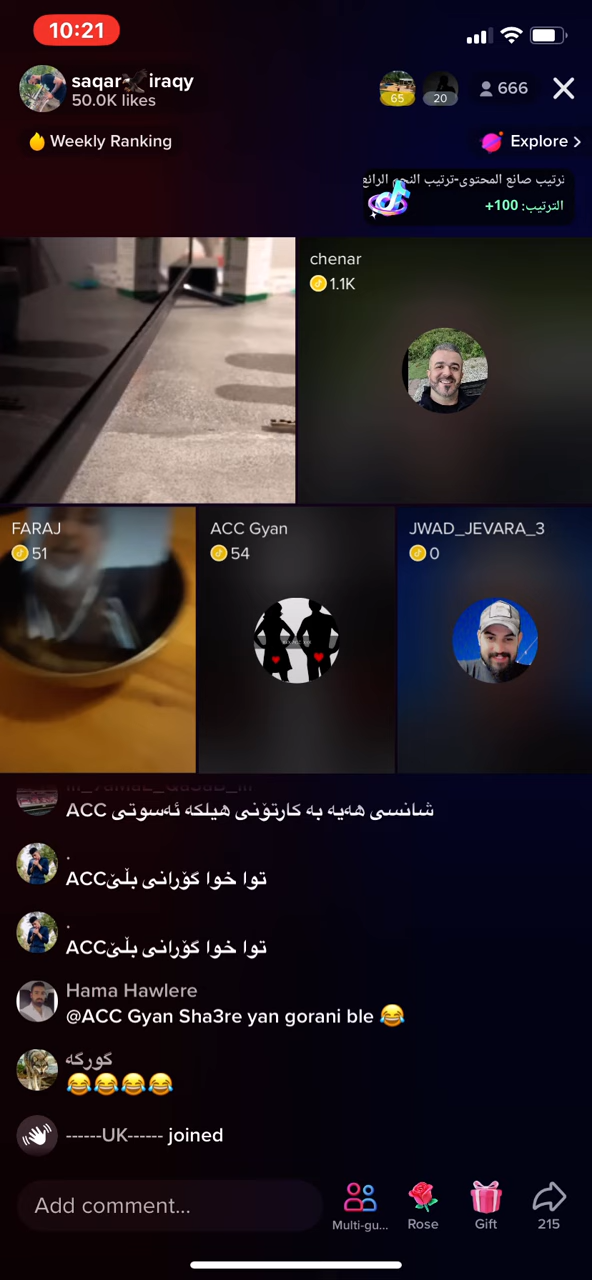 10:21
saqar🦅iraqy
50.0K likes
65
20
666
Weekly Ranking
Explore >
ترتيب صانع المحتوى-ترتيب النجم الرائع
الترتيب: 100+
chenar
1.1K
FARAJ
51
ACC Gyan
54
JWAD_JEVARA_3
0
شانسی هەیە بە کارتۆنی هیلکە ئەسوتی ACC
.
توا خوا گۆرانی بڵێACC
.
توا خوا گۆرانی بڵێACC
Hama Hawlere
@ACC Gyan Sha3re yan gorani ble 😂
گورگە
😂😂😂😂
------UK------ joined
Add comment...
Multi-gu...
Rose
Gift
215